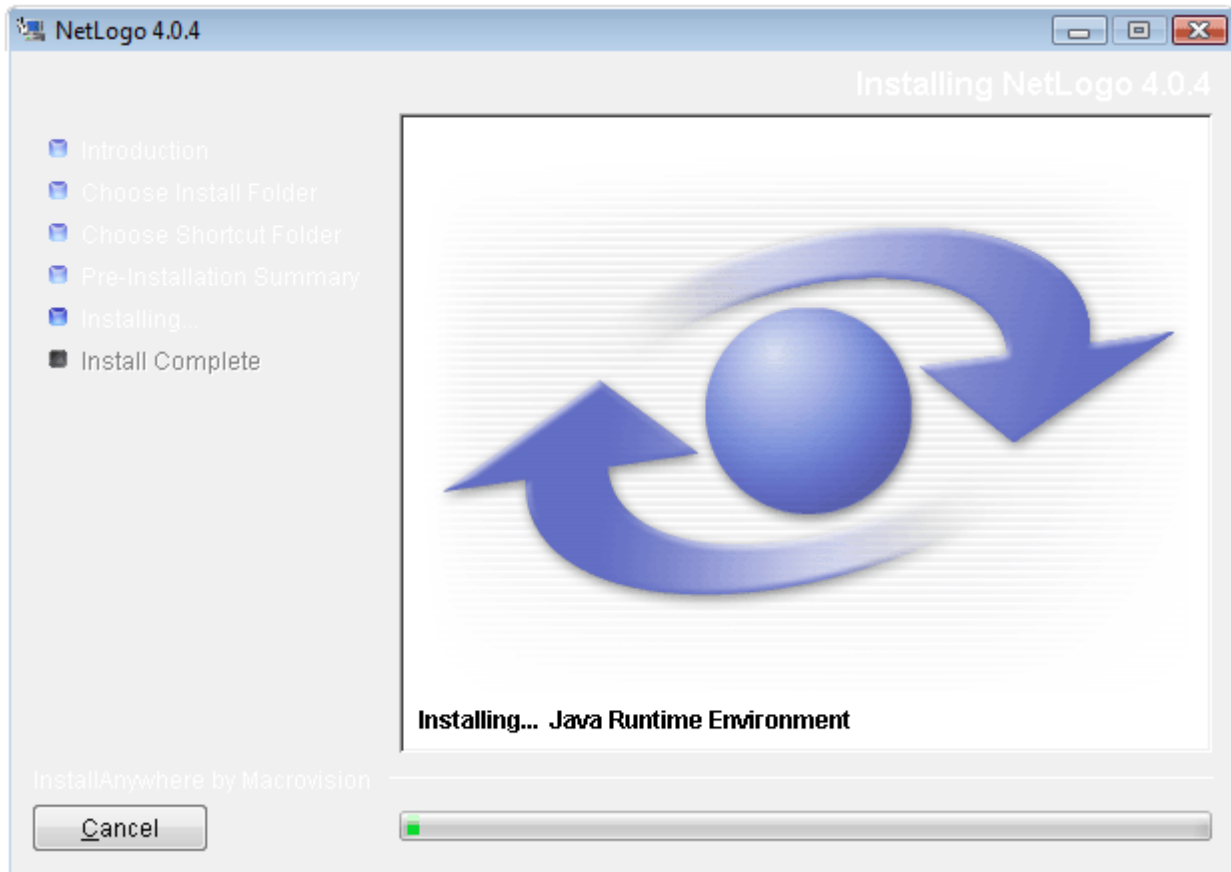 NetLogo 4.0.4
Installing NetLogo 4.0.4
Introduction
Choose Install Folder
Choose Shortcut Folder
Pre-Installation Summary
Installing...
Install Complete
Installing... Java Runtime Environment
InstallAnywhere by Macrovision
Cancel